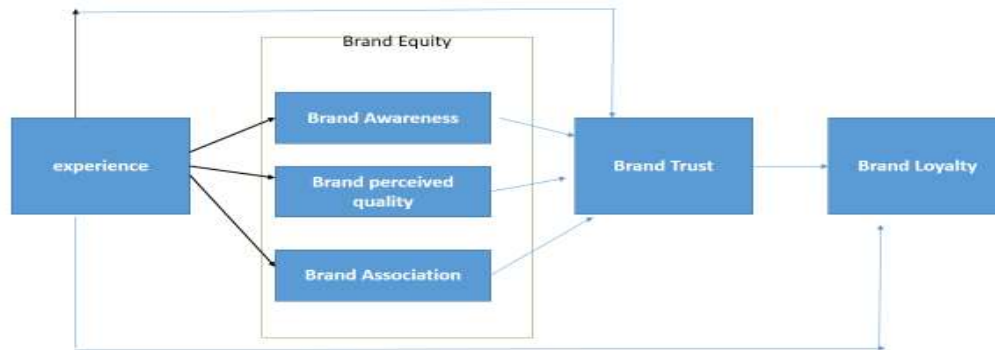 Brand Equity
Brand Awareness
experience
Brand perceived
quality
Brand Association
Brand Trust
Brand Loyalty